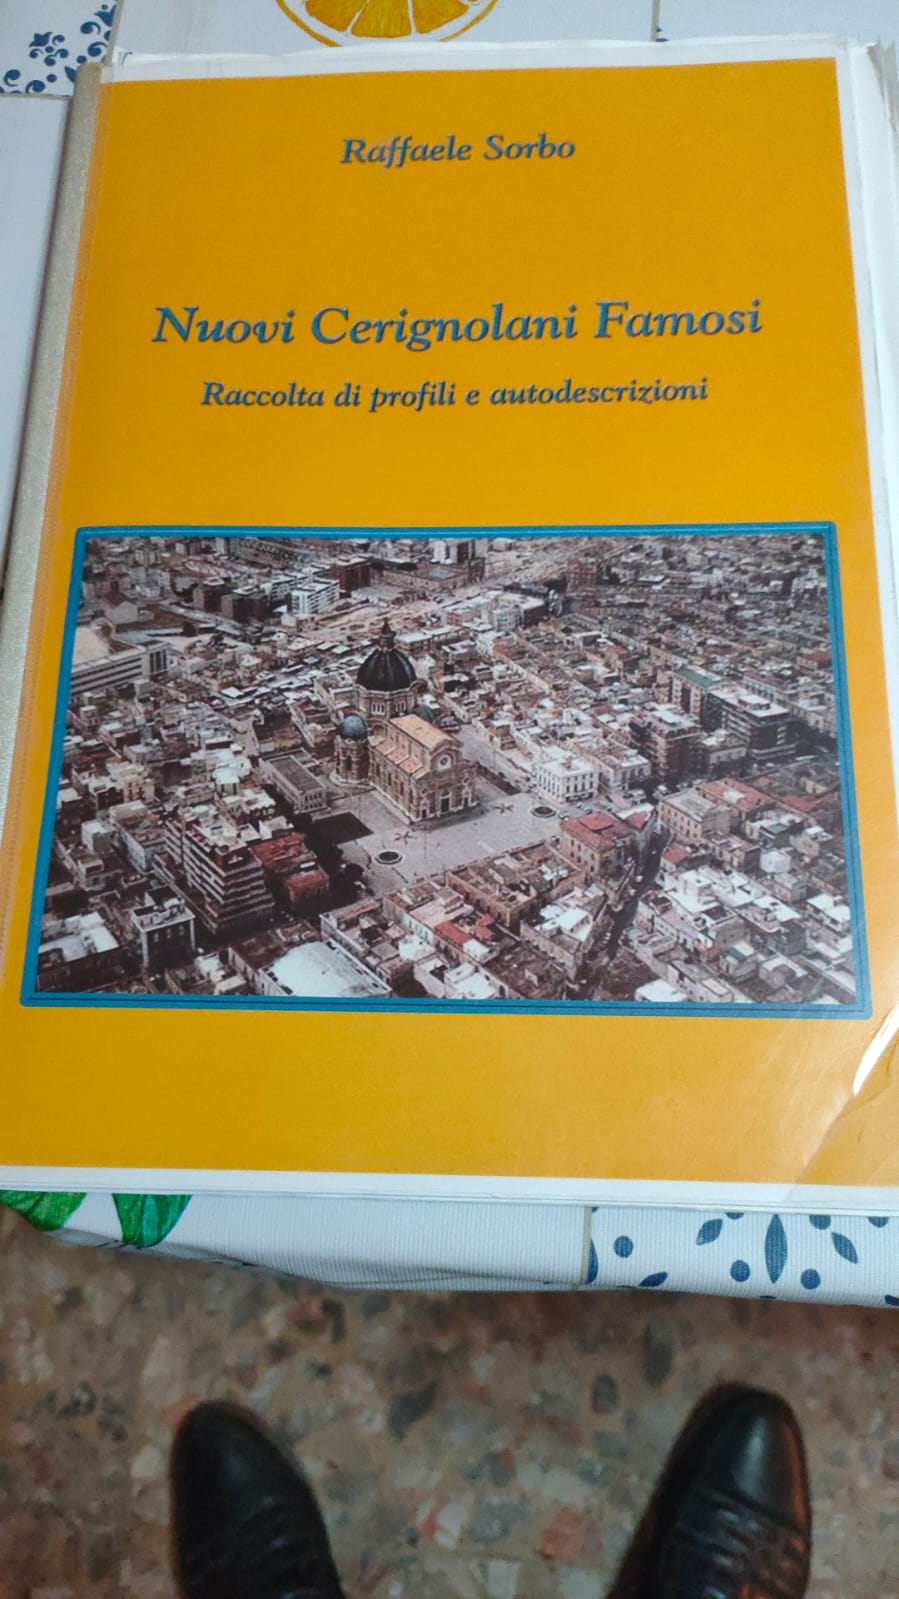 Raffaele Sorbo
Nuovi Cerignolani Famosi
Raccolta di profili e autodescrizioni